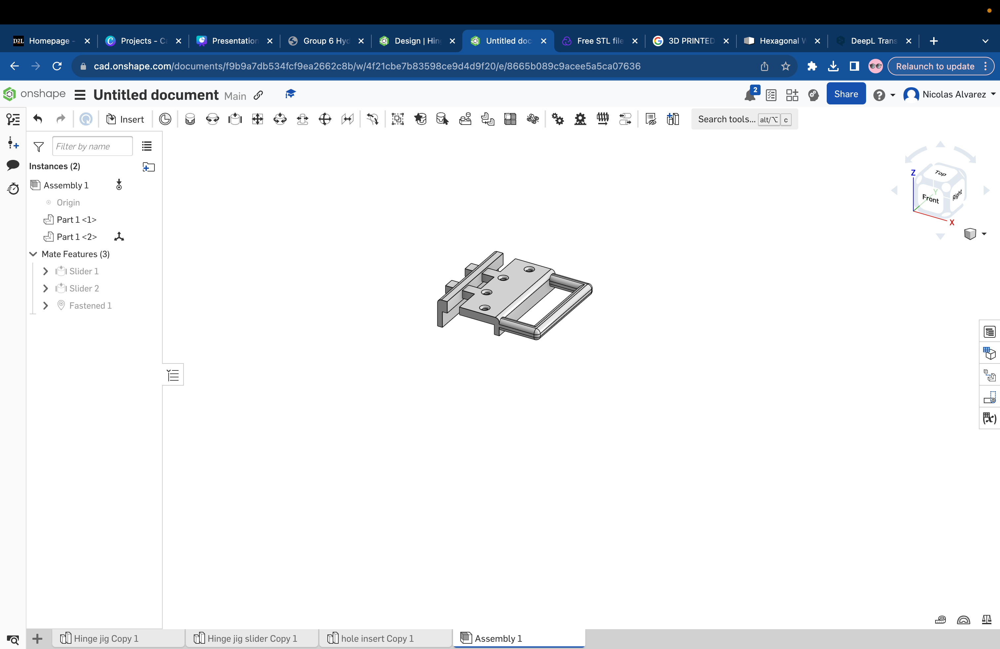 D2L Homepage - Projects - Ca Presentation Group 6 Hyd Design | Hin Untitled doc Free STL file 3D PRINTED Hexagonal W DeepL Trans
cad.onshape.com/documents/f9b9a7db534fcf9ea2662c8b/w/4f21cbe7b83598ce9d4d9f20/e/8665b089c9acee5a5ca07636 Relaunch to update
onshape Untitled document Main 2 Share Nicolas Alvarez
Insert Search tools... alt/⌥ c
Filter by name
Instances (2)
Assembly 1
Origin
Part 1 <1>
Part 1 <2>
Mate Features (3)
Slider 1
Slider 2
Fastened 1
Z Top
Y
Front Right
X
(x)
Hinge jig Copy 1 Hinge jig slider Copy 1 hole insert Copy 1 Assembly 1